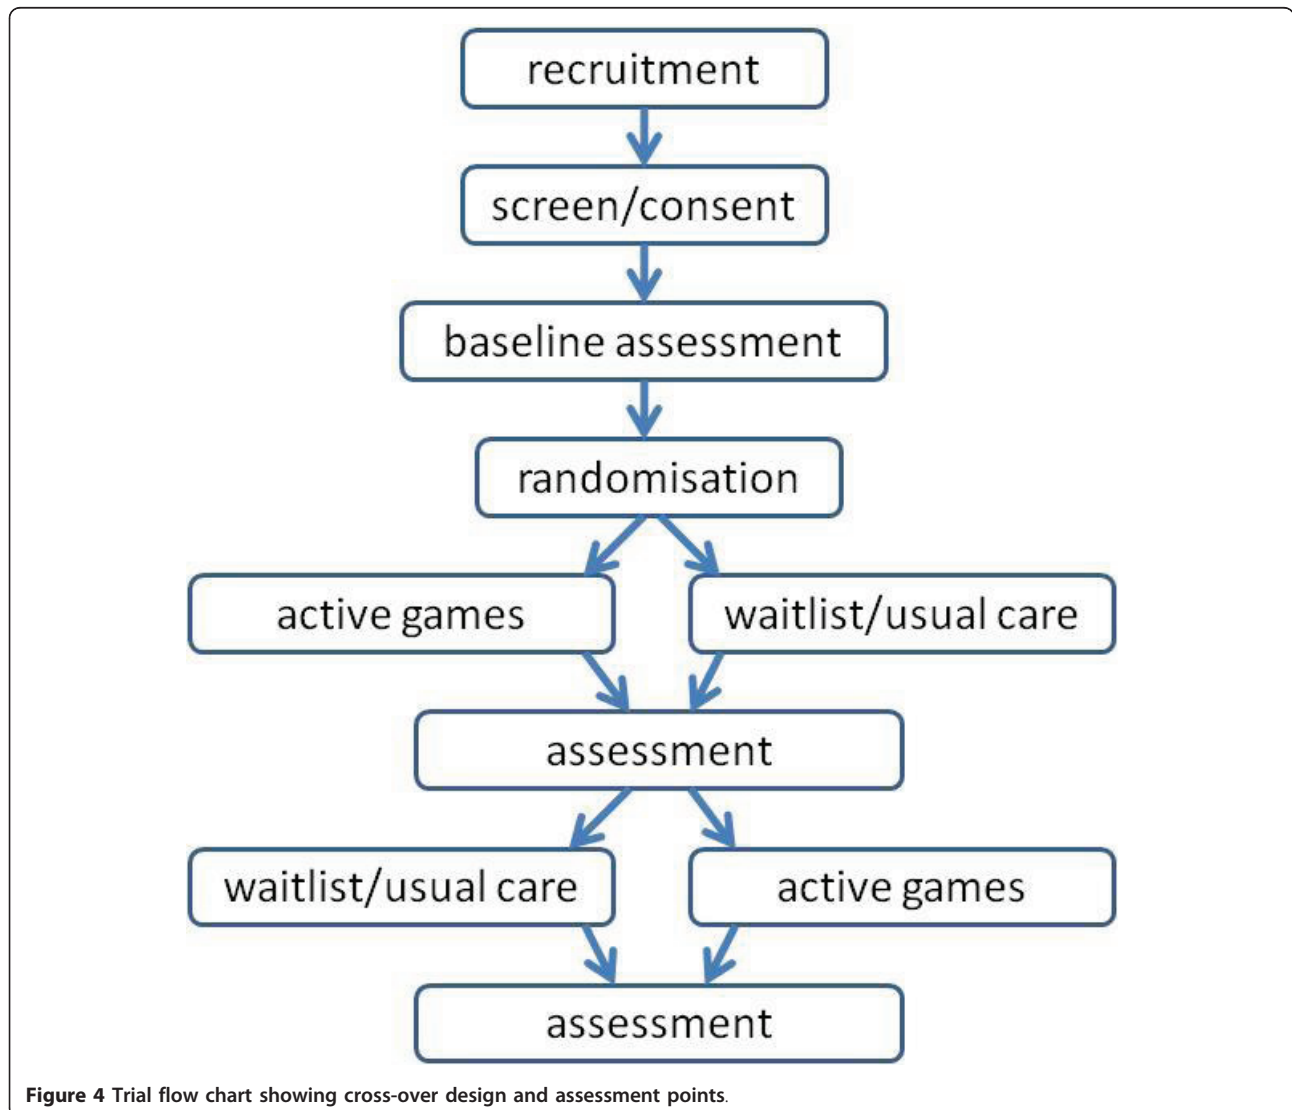 recruitment
screen/consent
baseline assessment
randomisation
active games
waitlist/usual care
assessment
waitlist/usual care
active games
assessment
Figure 4 Trial flow chart showing cross-over design and assessment points.